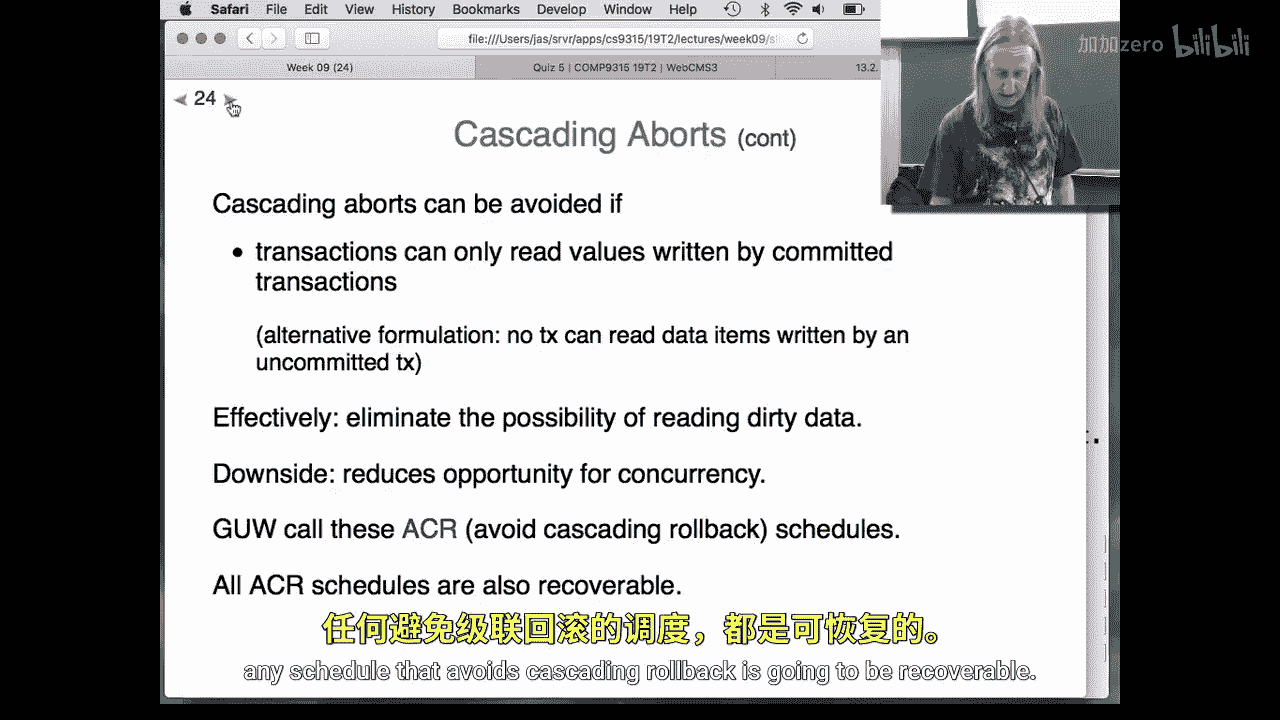 Safari File Edit View History Bookmarks Develop Window Help
file:///Users/jas/srvr/apps/cs9315/19T2/lectures/week09/sl
Week 09 (24) Quiz 5 | COMP9315 19T2 | WebCMS3 13.2.
加加zero bilibili
24
Cascading Aborts (cont)
Cascading aborts can be avoided if
• transactions can only read values written by committed
transactions
(alternative formulation: no tx can read data items written by an
uncommitted tx)
Effectively: eliminate the possibility of reading dirty data.
Downside: reduces opportunity for concurrency.
GUW call these ACR (avoid cascading rollback) schedules.
All ACR schedules are also recoverable.
任何避免级联回滚的调度，都是可恢复的。
any schedule that avoids cascading rollback is going to be recoverable.